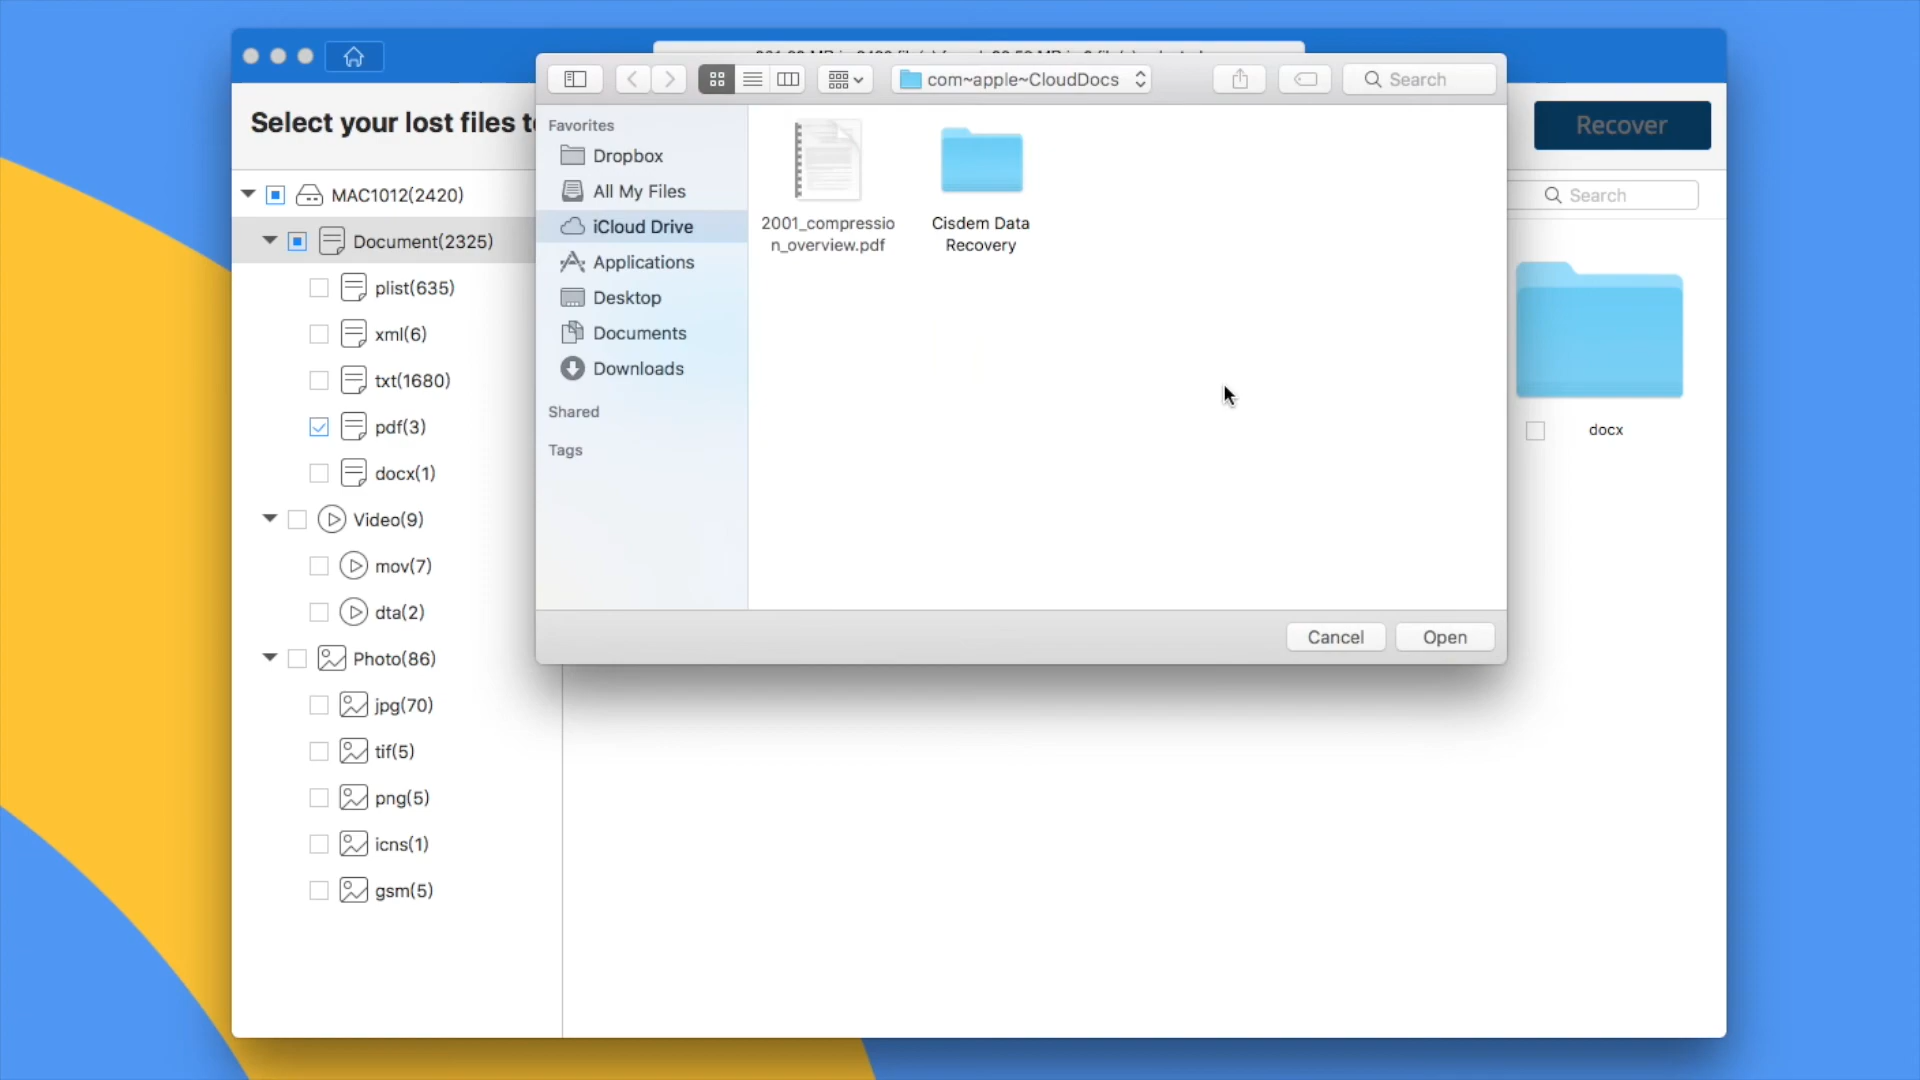 Select your lost files t
com~apple~CloudDocs
Search
Recover
Favorites
Dropbox
All My Files
iCloud Drive
Applications
Desktop
Documents
Downloads
Shared
Tags
2001_compressio
n_overview.pdf
Cisdem Data
Recovery
Cancel
Open
Search
docx
MAC1012(2420)
Document(2325)
plist(635)
xml(6)
txt(1680)
pdf(3)
docx(1)
Video(9)
mov(7)
dta(2)
Photo(86)
jpg(70)
tif(5)
png(5)
icns(1)
gsm(5)